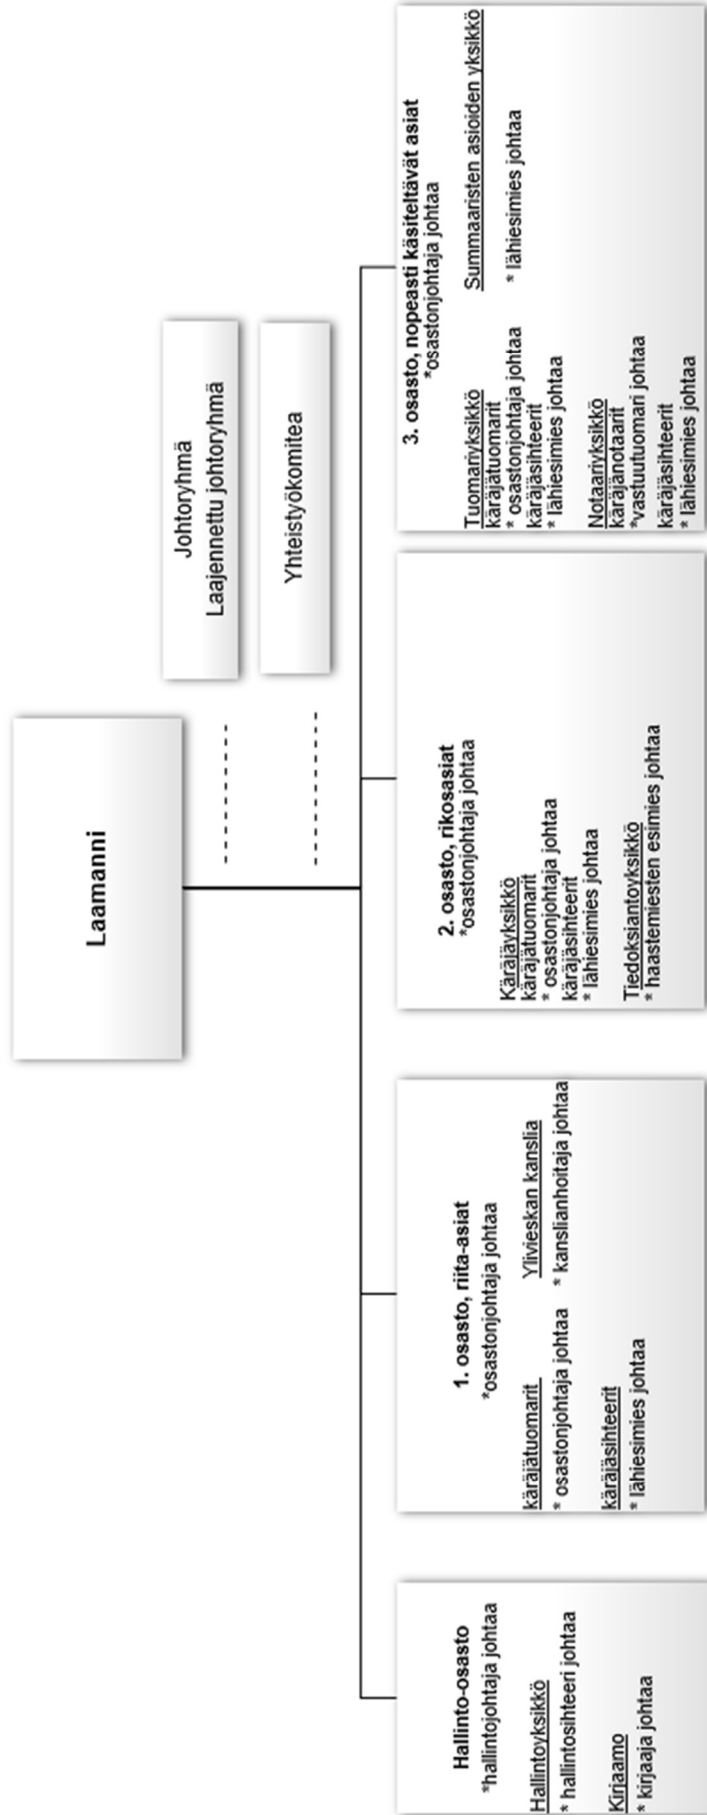 Laamanni
Johtoryhmä
Laajennettu johtoryhmä
Yhteistyökomitea
Hallinto-osasto
*hallintojohtaja johtaa
Hallintoyksikkö
* hallintosihteeri johtaa
Kirjaamo
* kirjaaja johtaa
1. osasto, riita-asiat
*osastonjohtaja johtaa
käräjätuomarit
* osastonjohtaja johtaa
käräjäsihteerit
* lähiesimies johtaa
Ylivieskan kanslia
* kanslianhoitaja johtaa
2. osasto, rikosasiat
*osastonjohtaja johtaa
Käräjäyksikkö
käräjätuomarit
* osastonjohtaja johtaa
käräjäsihteerit
* lähiesimies johtaa
Tiedoksiantoyksikkö
* haastemiesten esimies johtaa
3. osasto, nopeasti käsiteltävät asiat
*osastonjohtaja johtaa
Tuomariyksikkö
käräjätuomarit
* osastonjohtaja johtaa
käräjäsihteerit
* lähiesimies johtaa
Notaariyksikkö
käräjänotaarit
*vastuutuomari johtaa
käräjäsihteerit
* lähiesimies johtaa
Summaaristen asioiden yksikkö
* lähiesimies johtaa